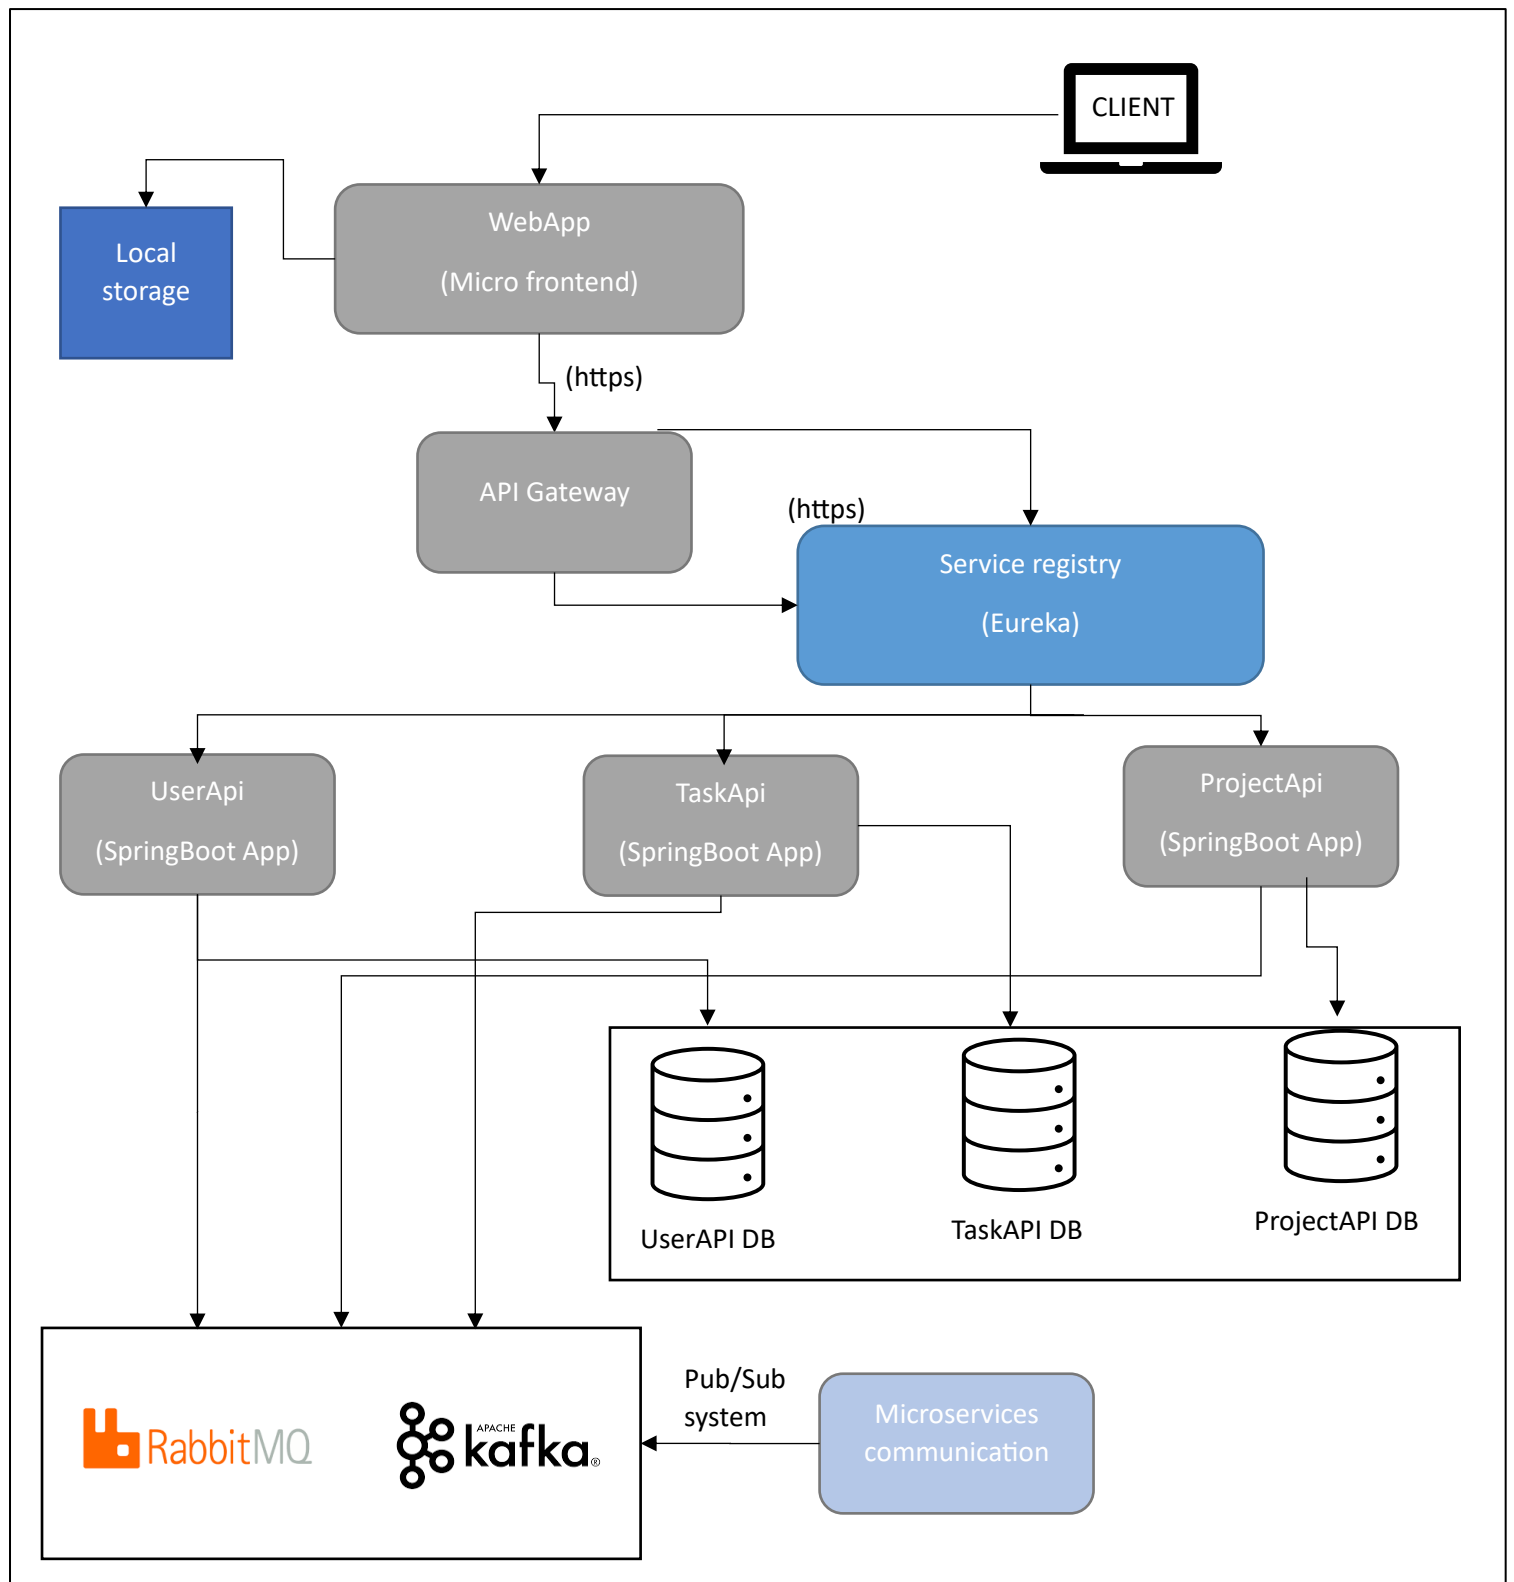 CLIENT
WebApp
(Micro frontend)
Local
storage
(https)
API Gateway
(https)
Service registry
(Eureka)
UserApi
(SpringBoot App)
TaskApi
(SpringBoot App)
ProjectApi
(SpringBoot App)
UserAPI DB
TaskAPI DB
ProjectAPI DB
RabbitMQ
APACHE
kafka®
Pub/Sub
system
Microservices
communication